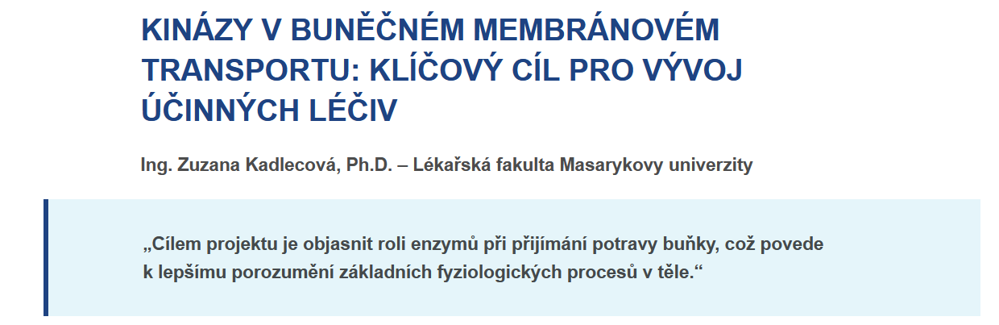 KINÁZY V BUNĚČNÉM MEMBRÁNOVÉM
TRANSPORTU: KLÍČOVÝ CÍL PRO VÝVOJ
ÚČINNÝCH LÉČIV
Ing. Zuzana Kadlecová, Ph.D. – Lékařská fakulta Masarykovy univerzity
„Cílem projektu je objasnit roli enzymů při přijímání potravy buňky, což povede
k lepšímu porozumění základních fyziologických procesů v těle.“